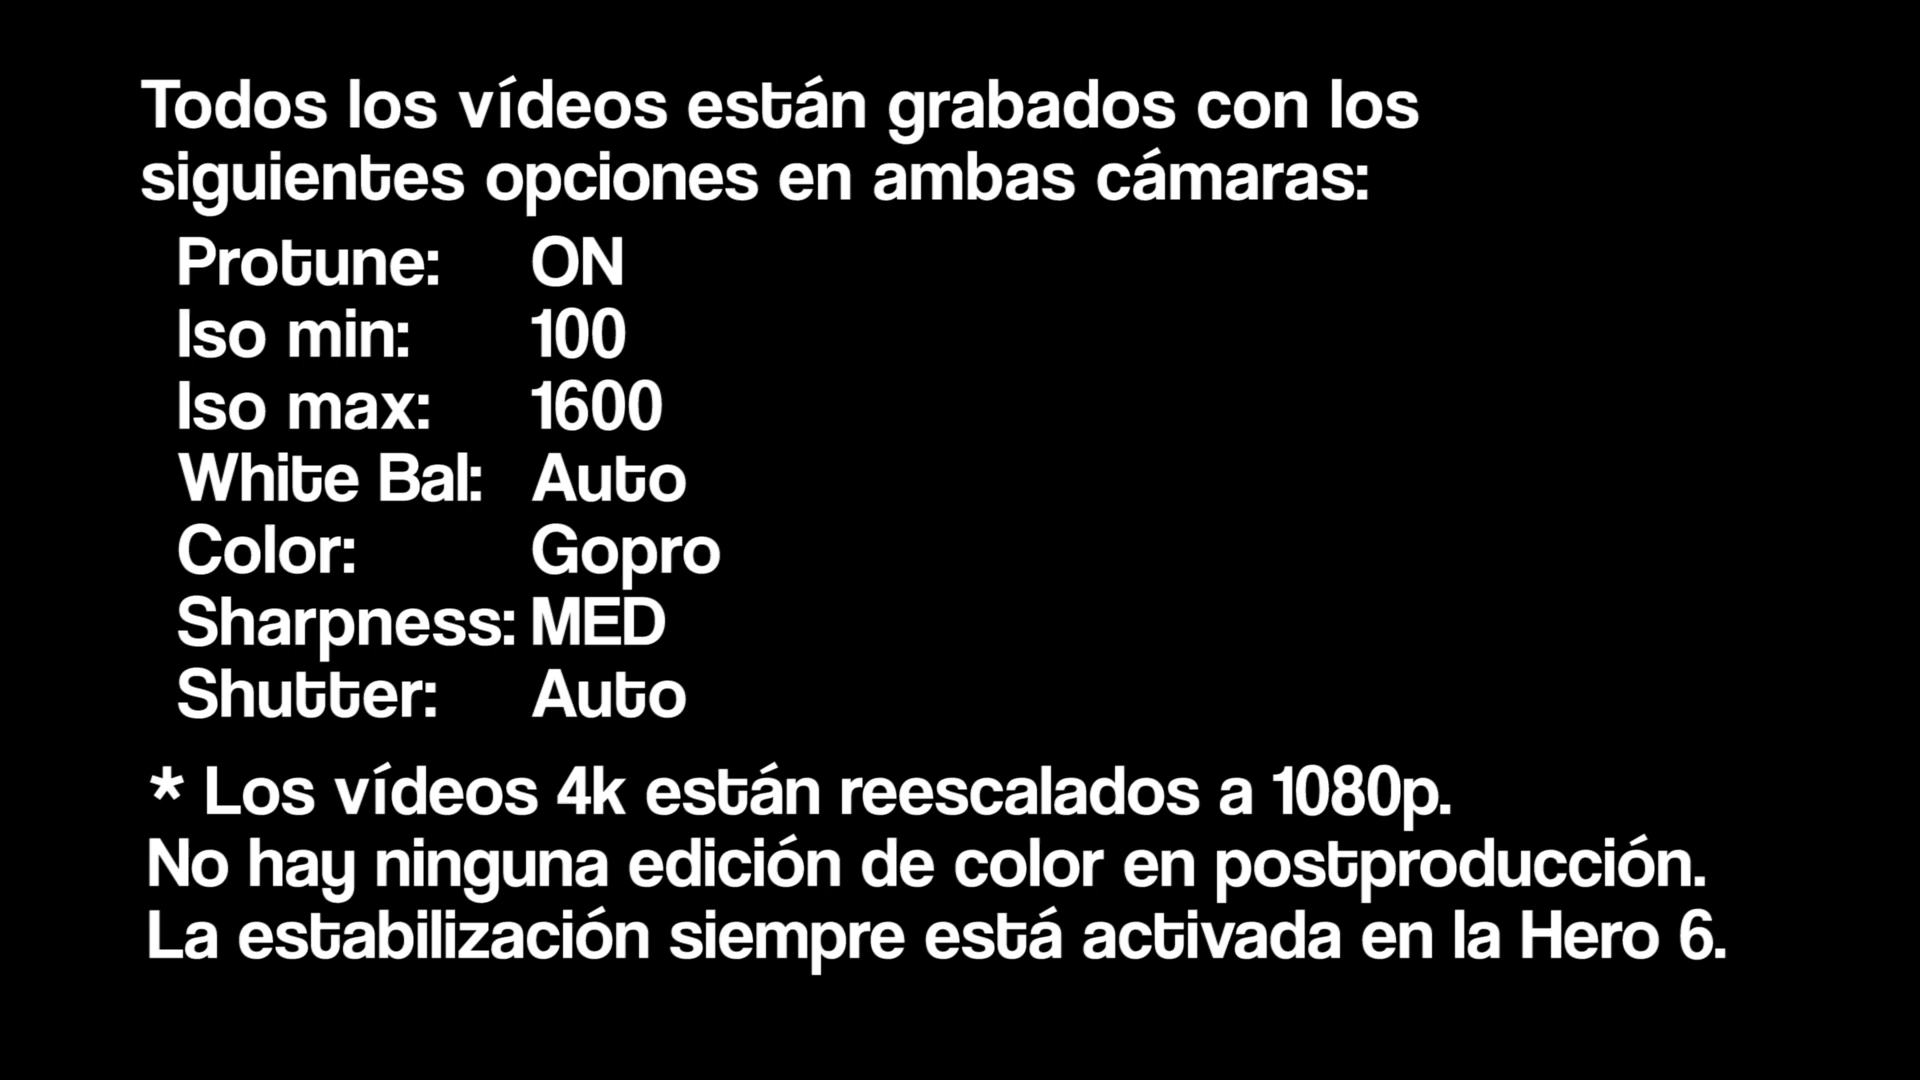 Todos los vídeos están grabados con los
siguientes opciones en ambas cámaras:
Protune: ON
Iso min: 100
Iso max: 1600
White Bal: Auto
Color: Gopro
Sharpness: MED
Shutter: Auto
* Los vídeos 4k están reescalados a 1080p.
No hay ninguna edición de color en postproducción.
La estabilización siempre está activada en la Hero 6.